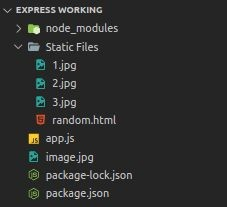 EXPRESS WORKING
node_modules
Static Files
1.jpg
2.jpg
3.jpg
random.html
app.js
image.jpg
package-lock.json
package.json